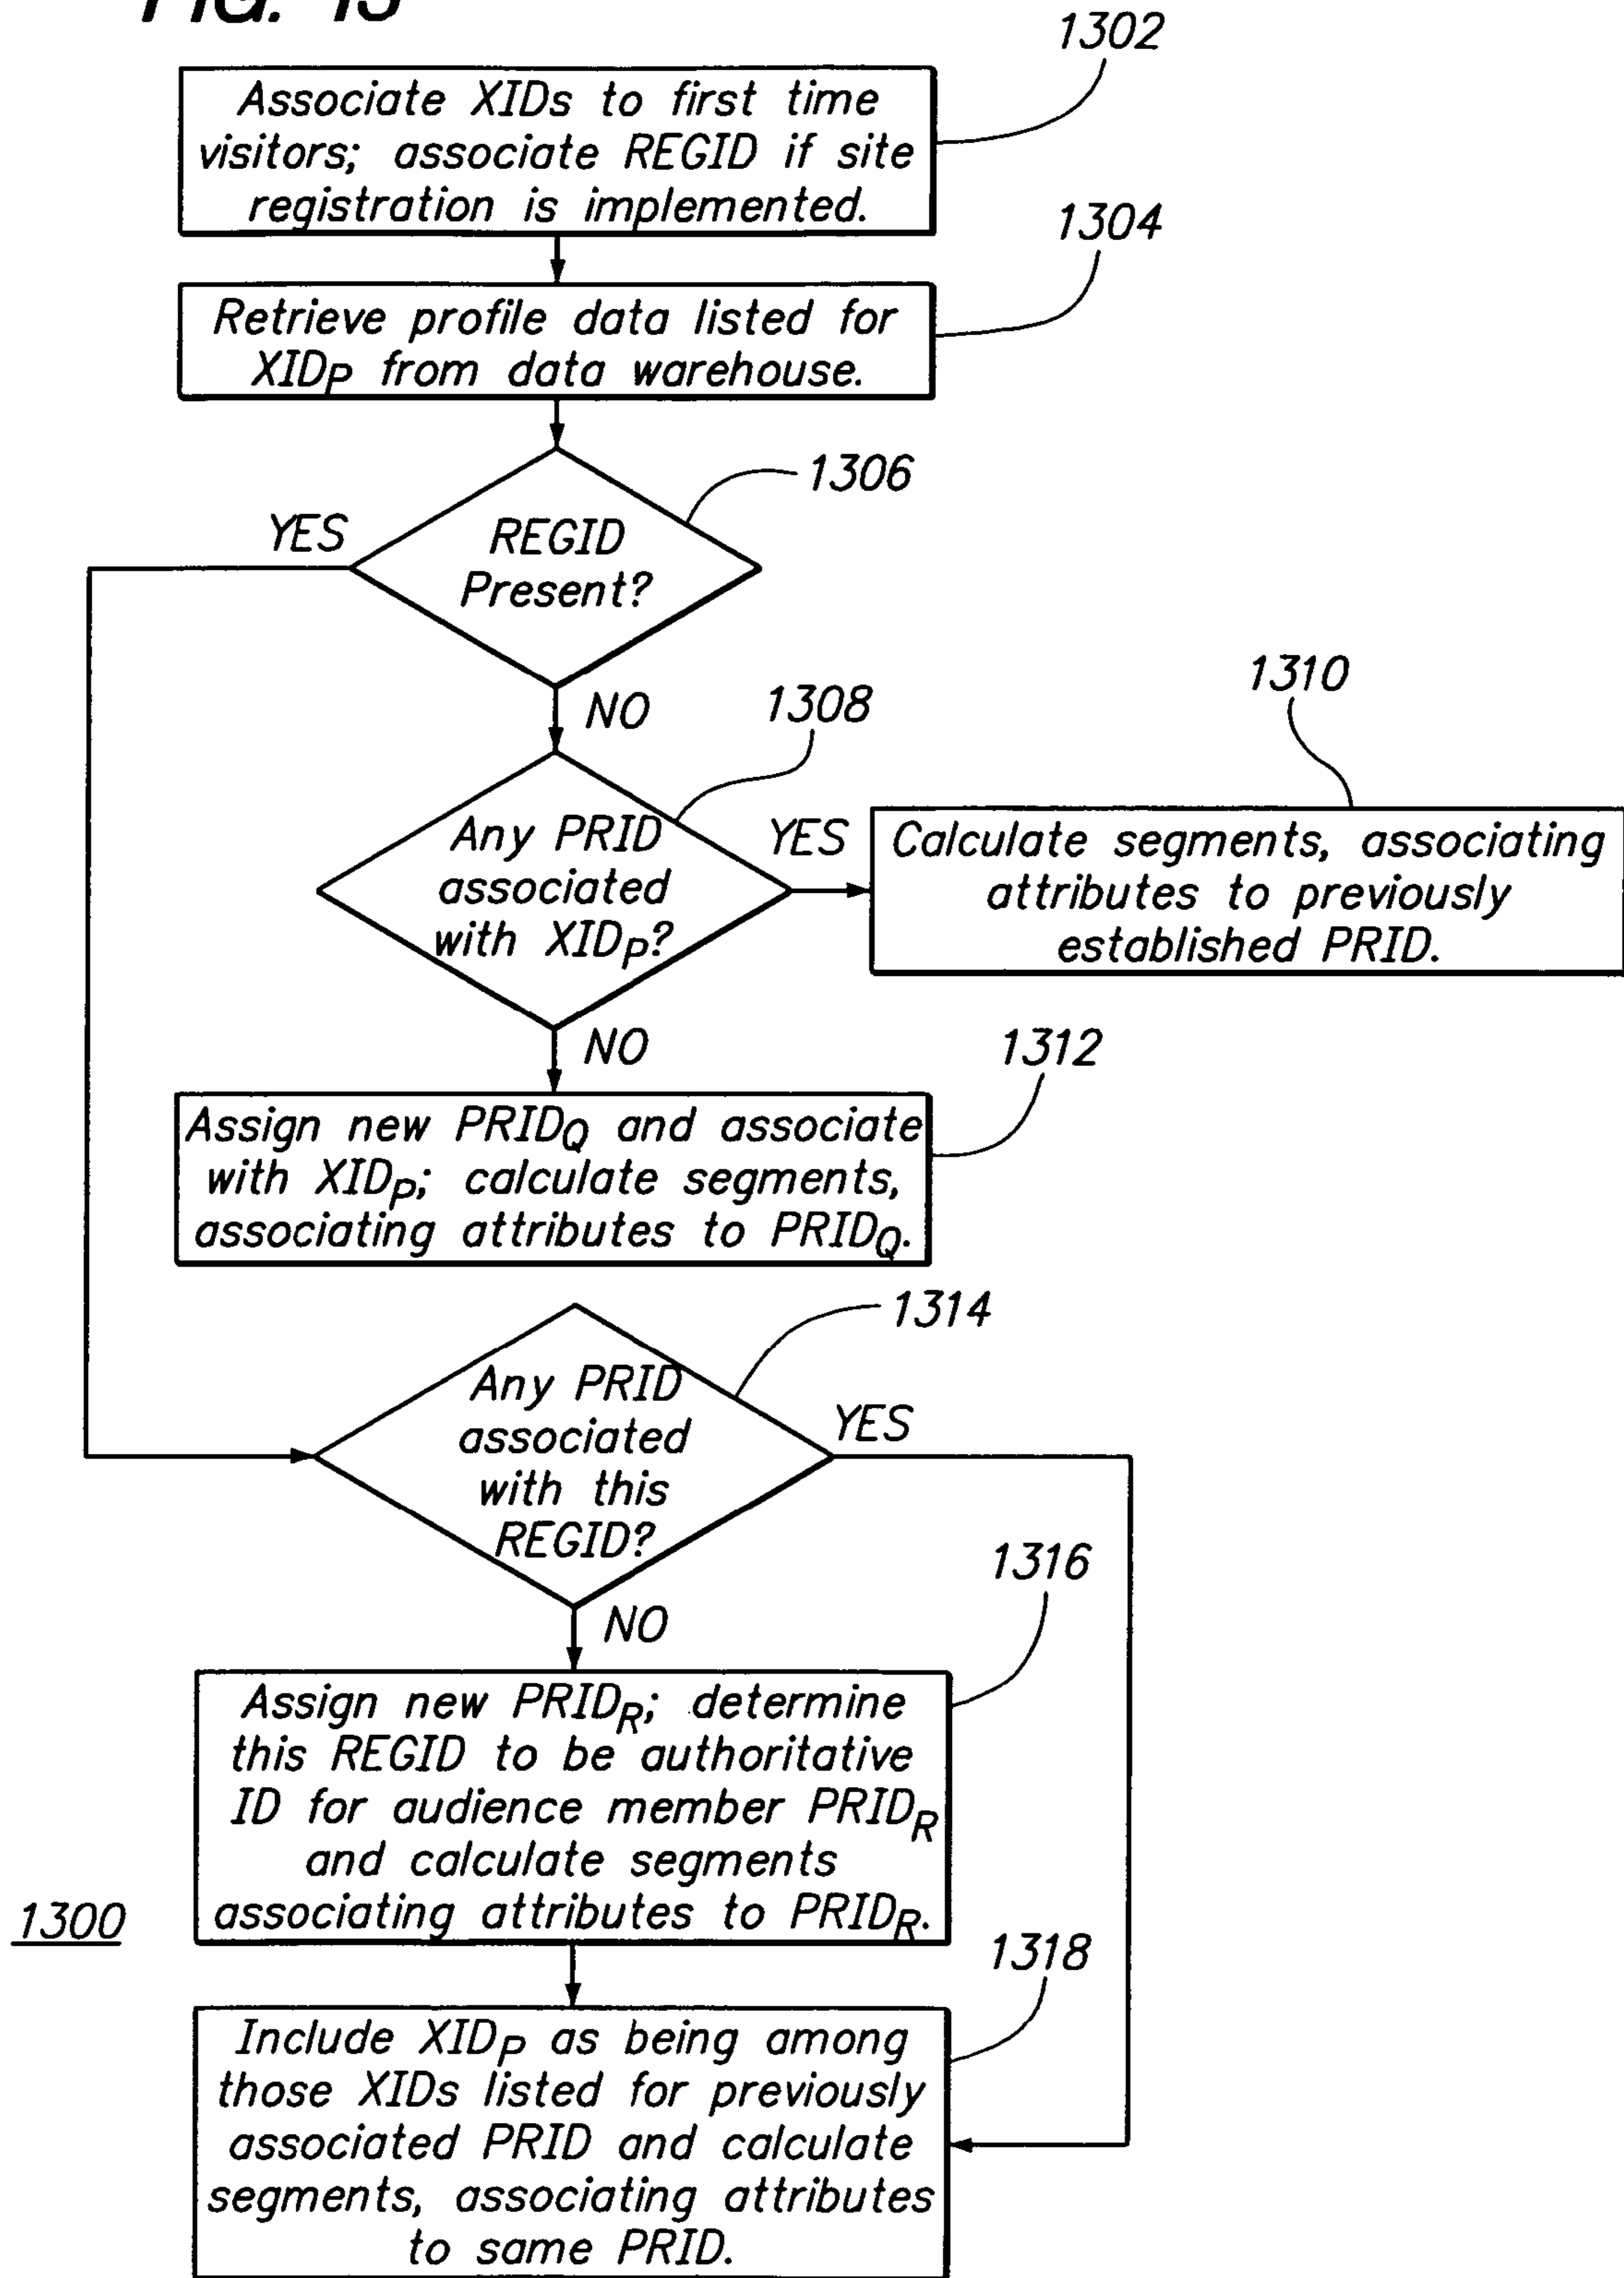 FIG. 13
1302
Associate XIDs to first time
visitors; associate REGID if site
registration is implemented.
1304
Retrieve profile data listed for
XIDP from data warehouse.
1306
YES
REGID
Present?
NO
1308
1310
Any PRID
associated
with XIDP?
YES
Calculate segments, associating
attributes to previously
established PRID.
NO
1312
Assign new PRIDQ and associate
with XIDP; calculate segments,
associating attributes to PRIDQ.
1314
Any PRID
associated
with this
REGID?
YES
NO
1316
Assign new PRIDR; determine
this REGID to be authoritative
ID for audience member PRIDR
and calculate segments
associating attributes to PRIDR.
1300
1318
Include XIDP as being among
those XIDs listed for previously
associated PRID and calculate
segments, associating attributes
to same PRID.